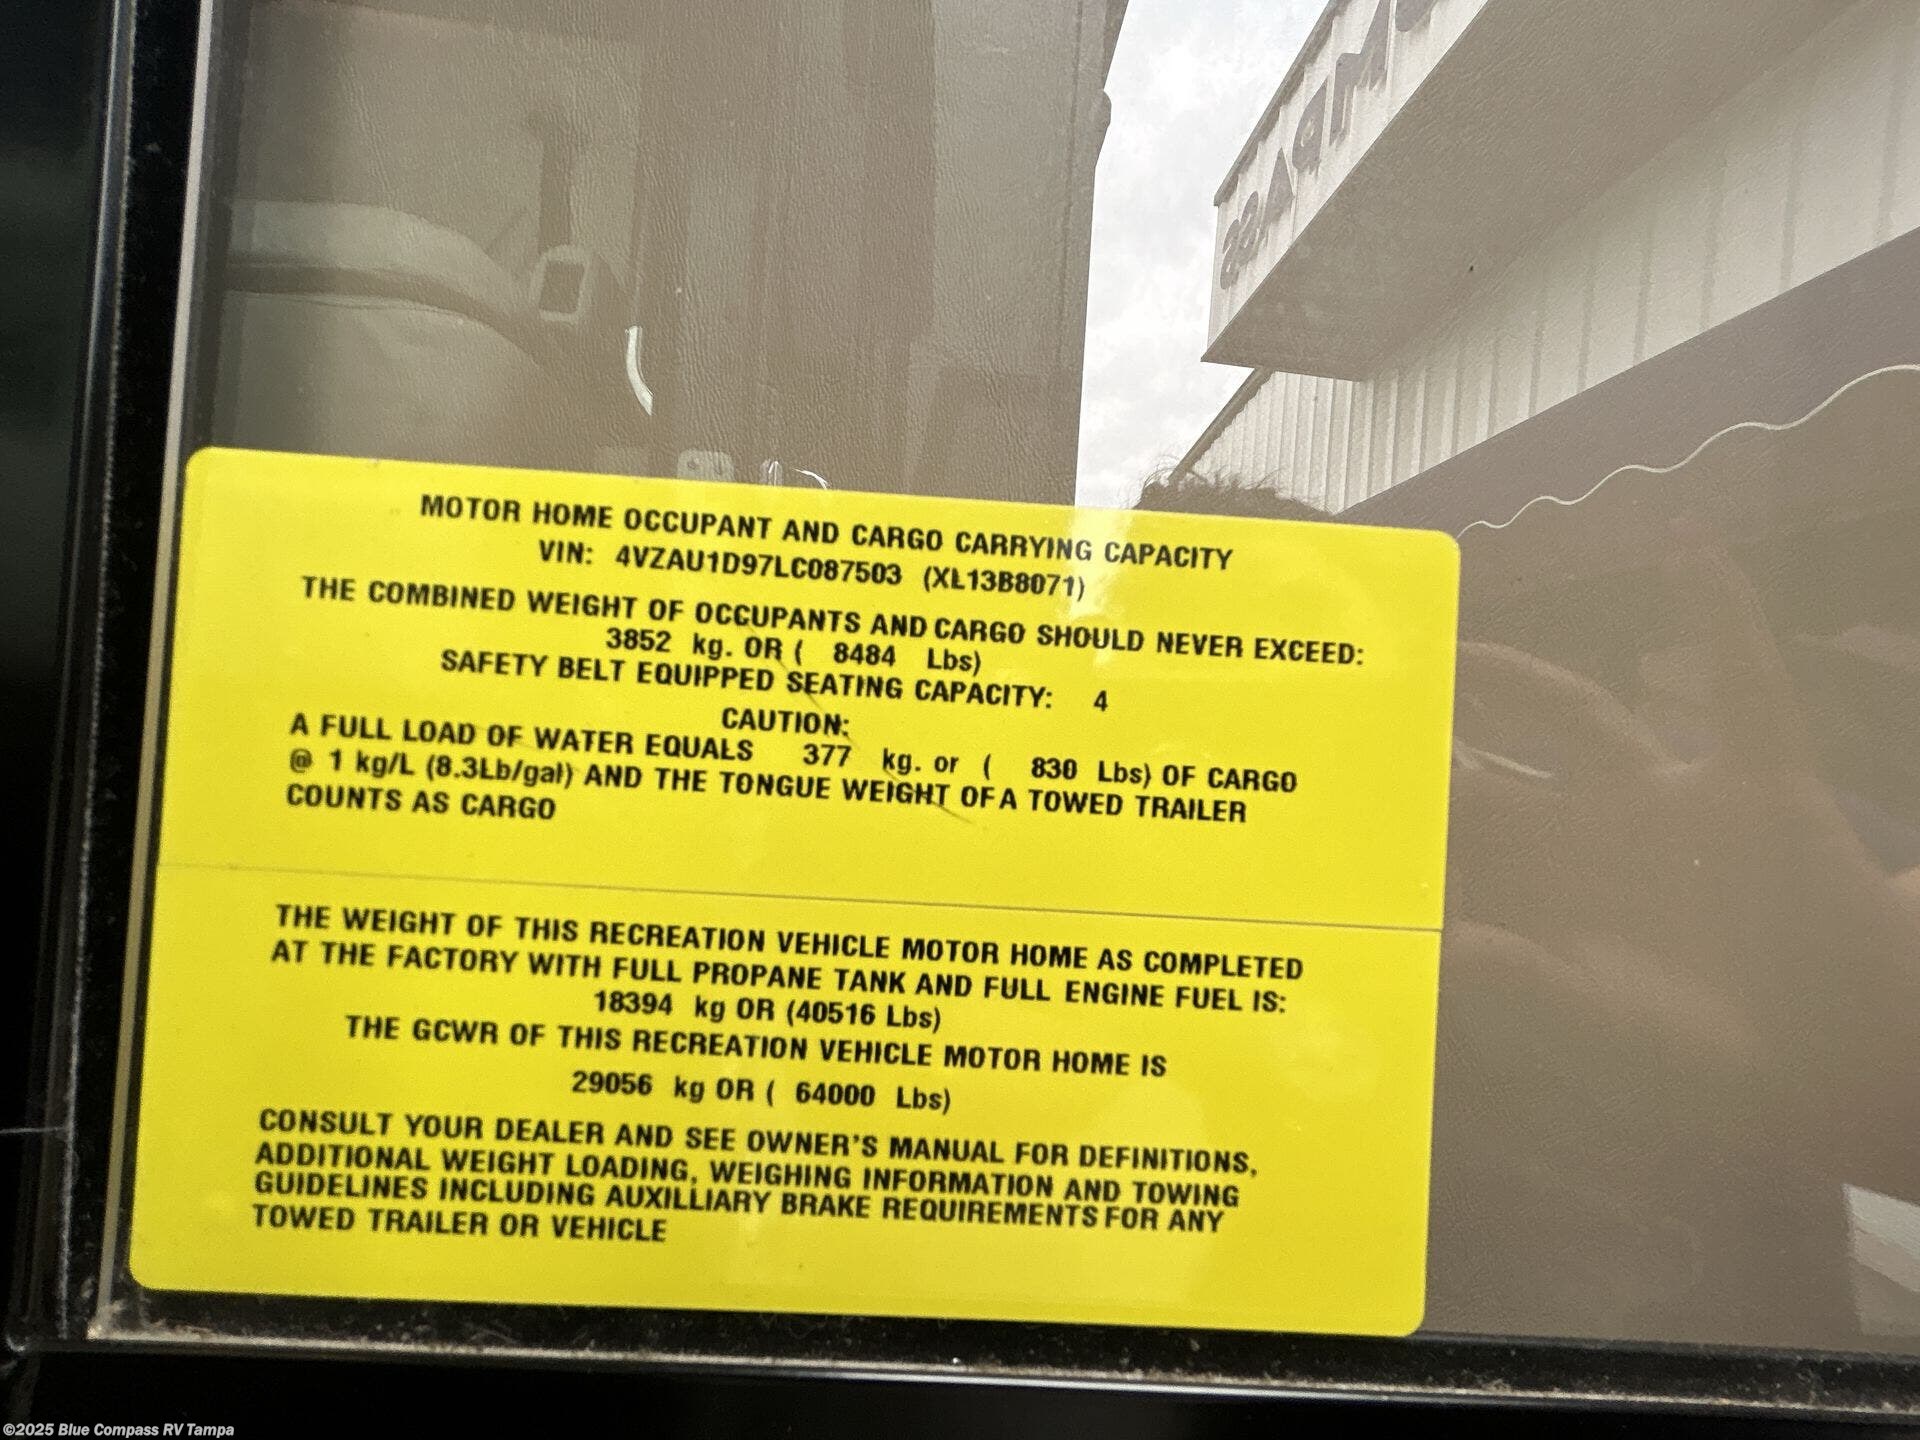 COMPASS
MOTOR HOME OCCUPANT AND CARGO CARRYING CAPACITY
VIN: 4VZAU1D97LC087503 (XL13B8071)
THE COMBINED WEIGHT OF OCCUPANTS AND CARGO SHOULD NEVER EXCEED:
3852 kg. OR ( 8484 Lbs)
SAFETY BELT EQUIPPED SEATING CAPACITY: 4
CAUTION:
A FULL LOAD OF WATER EQUALS 377 kg. or ( 830 Lbs) OF CARGO
@ 1 kg/L (8.3Lb/gal) AND THE TONGUE WEIGHT OF A TOWED TRAILER
COUNTS AS CARGO
THE WEIGHT OF THIS RECREATION VEHICLE MOTOR HOME AS COMPLETED
AT THE FACTORY WITH FULL PROPANE TANK AND FULL ENGINE FUEL IS:
18394 kg OR (40516 Lbs)
THE GCWR OF THIS RECREATION VEHICLE MOTOR HOME IS
29056 kg OR ( 64000 Lbs)
CONSULT YOUR DEALER AND SEE OWNER'S MANUAL FOR DEFINITIONS,
ADDITIONAL WEIGHT LOADING, WEIGHING INFORMATION AND TOWING
GUIDELINES INCLUDING AUXILLIARY BRAKE REQUIREMENTS FOR ANY
TOWED TRAILER OR VEHICLE
©2025 Blue Compass RV Tampa